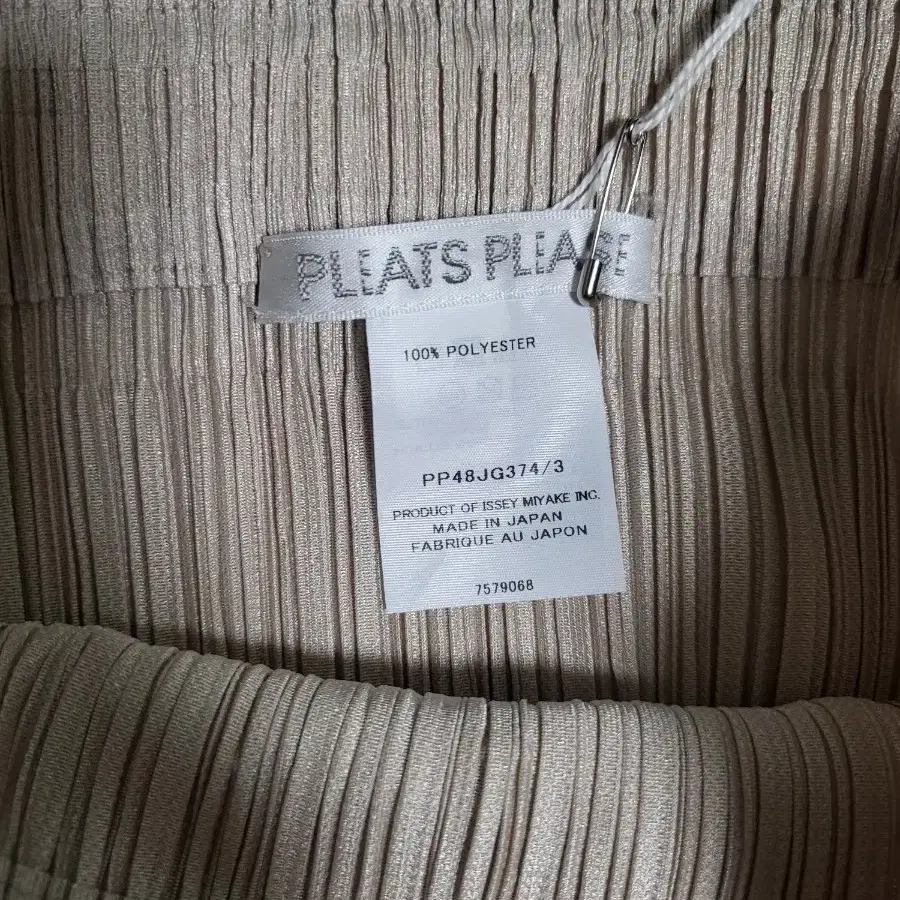 PLEATS PLEASE
100% POLYESTER
PP48JG374/3
PRODUCT OF ISSEY MIYAKE INC.
MADE IN JAPAN
FABRIQUE AU JAPON
7579068